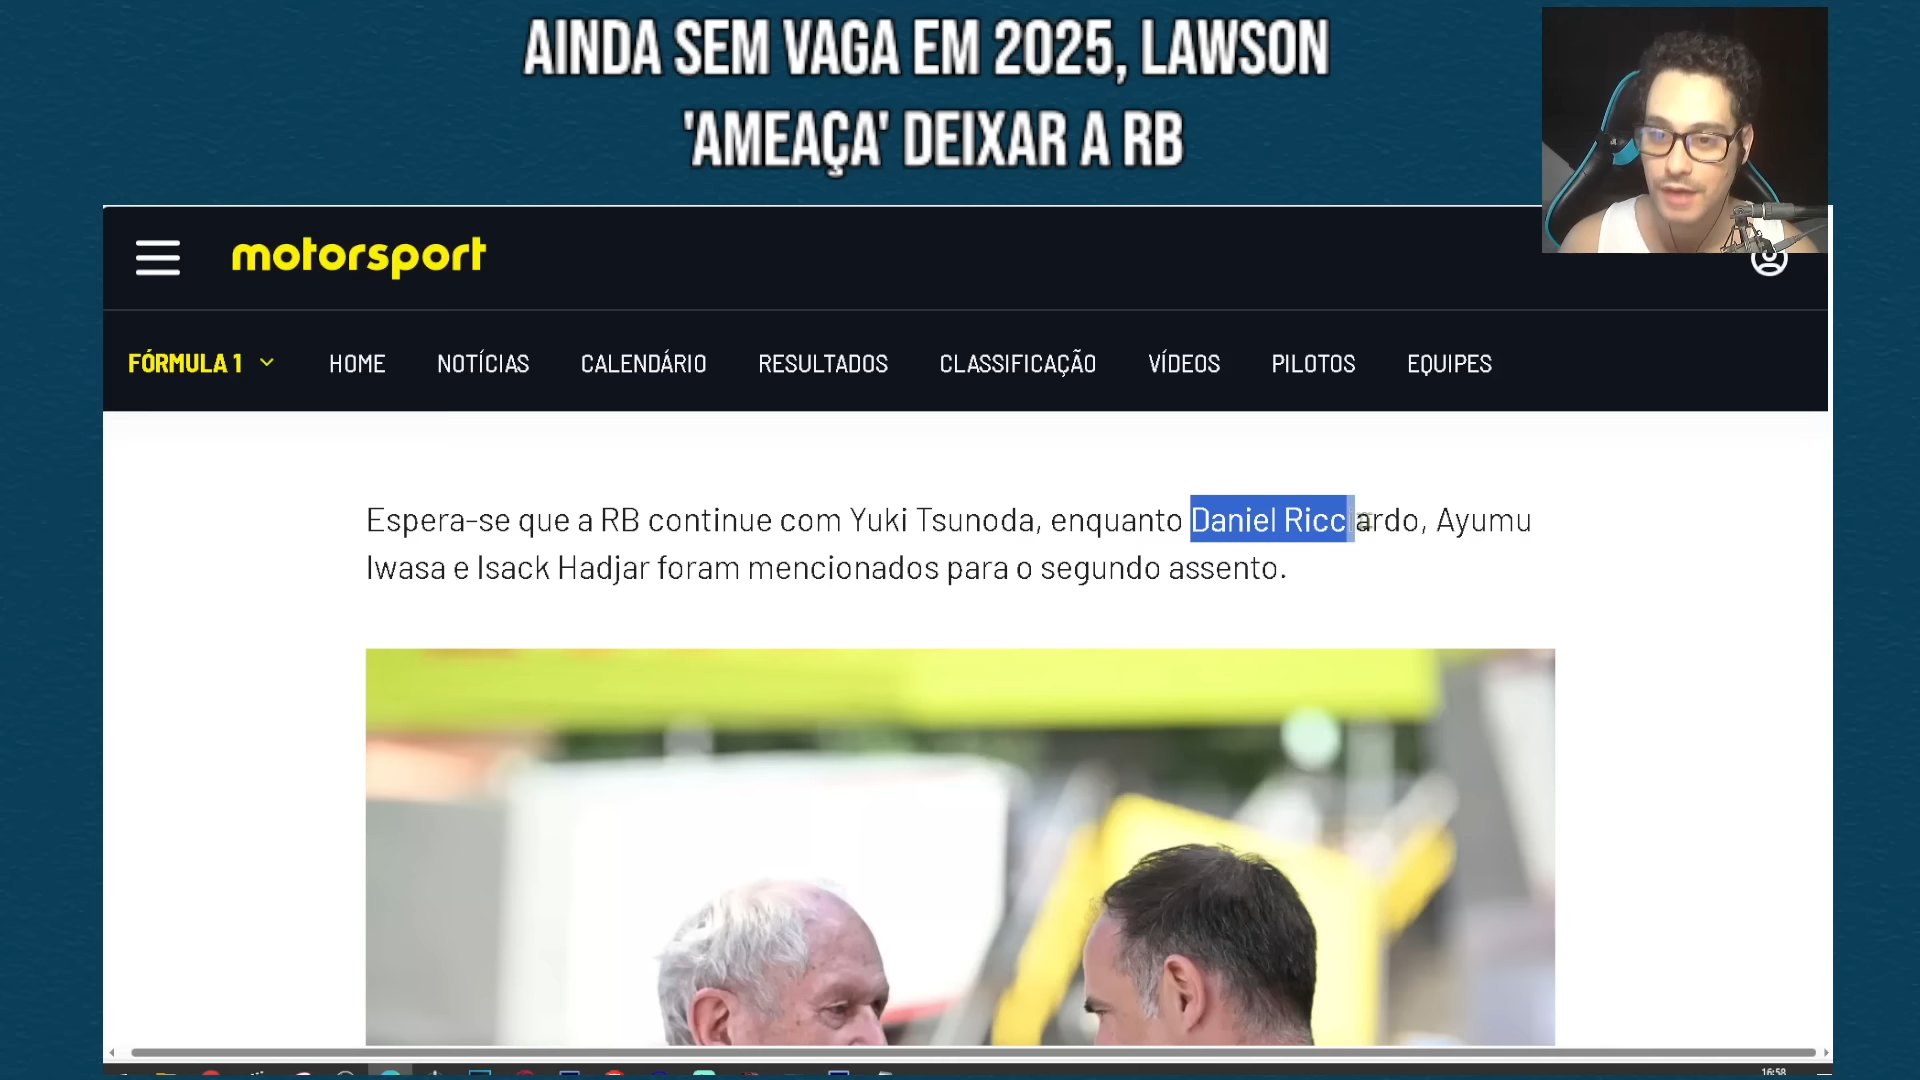 AINDA SEM VAGA EM 2025, LAWSON
'AMEAÇA' DEIXAR A RB
motorsport
FÓRMULA 1 HOME NOTÍCIAS CALENDÁRIO RESULTADOS CLASSIFICAÇÃO VÍDEOS PILOTOS EQUIPES
Espera-se que a RB continue com Yuki Tsunoda, enquanto Daniel Ricciardo, Ayumu
Iwasa e Isack Hadjar foram mencionados para o segundo assento.
16:58